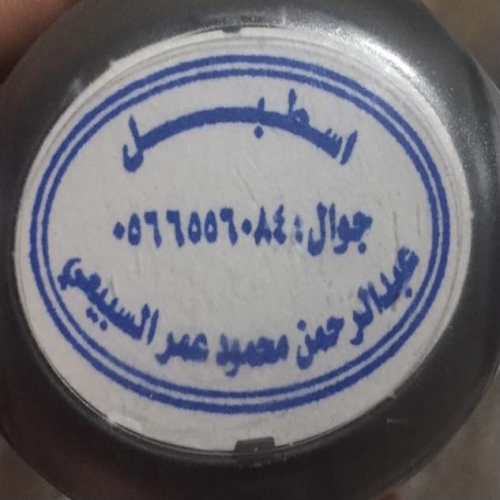 اسطبل
جوال: ٠٥٦٦٥٥٦٠٨٤
عبدالرحمن محمود عمر السبيعي